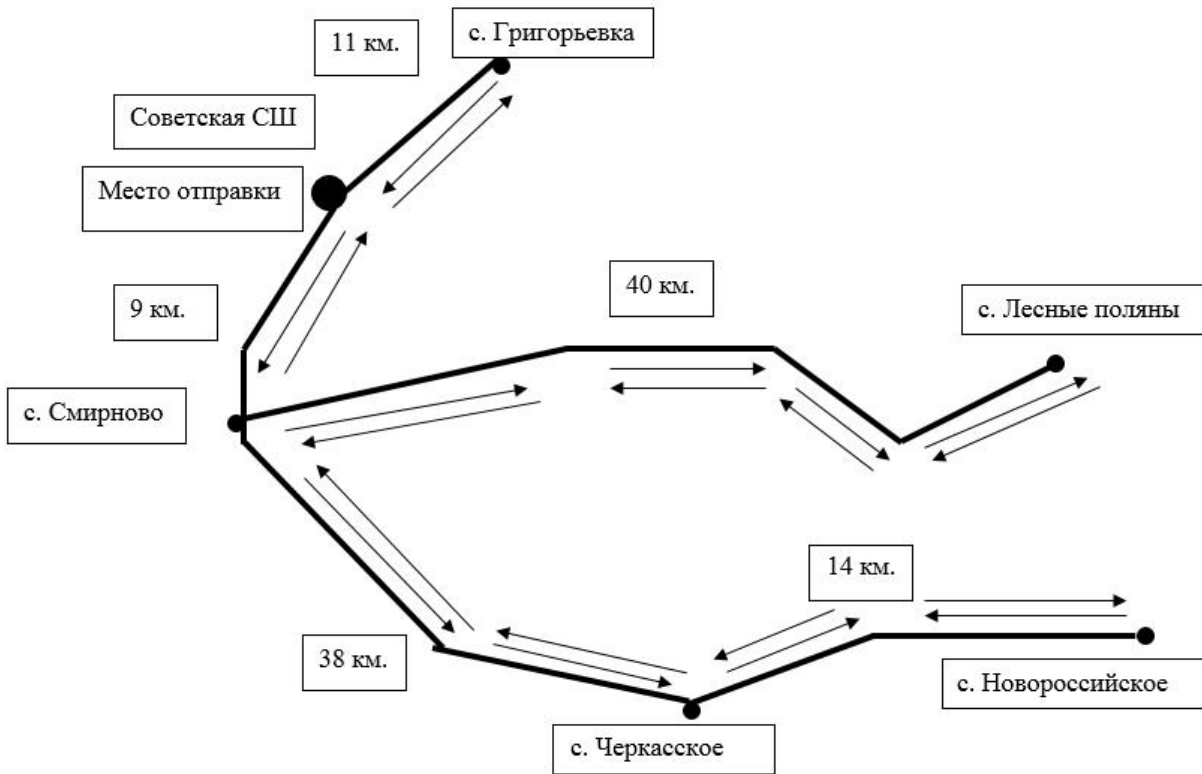 11 км.
с. Григорьевка
Советская СШ
Место отправки
9 км.
40 км.
с. Лесные поляны
с. Смирново
14 км.
38 км.
с. Новороссийское
с. Черкасское